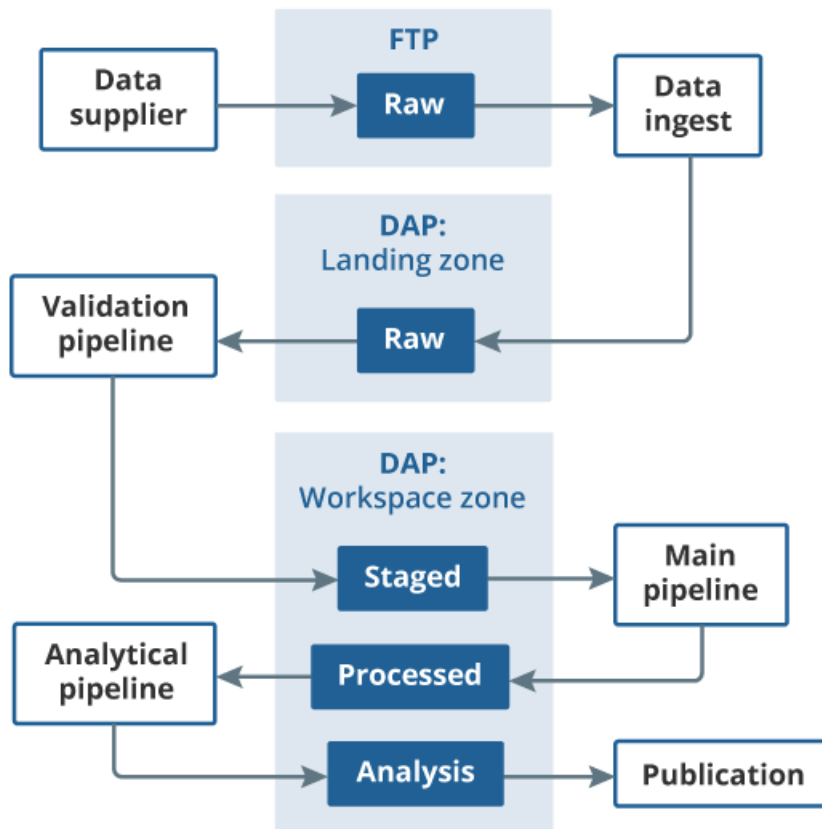 FTP
Data
supplier
Raw
Data
ingest
DAP:
Landing zone
Validation
pipeline
Raw
DAP:
Workspace zone
Staged
Main
pipeline
Analytical
pipeline
Processed
Analysis
Publication